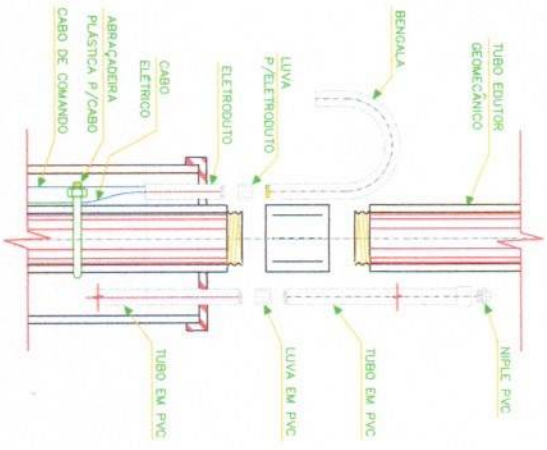 TUBO EDUTOR
GEOMECÂNICO
BENGALA
LUVA
P/ELETRODUTO
ELETRODUTO
CABO
ELÉTRICO
ABRAÇADEIRA
PLÁSTICA P/CABO
CABO DE COMANDO
NIPLE PVC
TUBO EM PVC
LUVA EM PVC
TUBO EM PVC